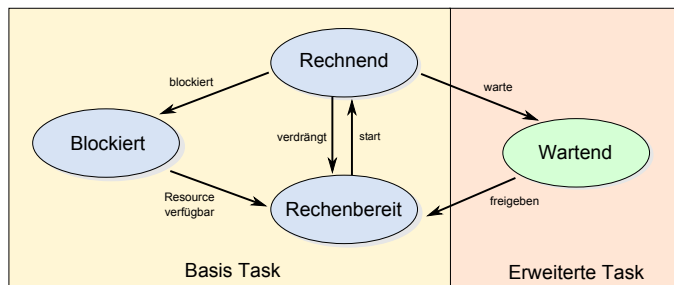 Rechnend
blockiert
warte
Blockiert
verdrängt
start
Wartend
Resource
verfügbar
Rechenbereit
freigeben
Basis Task
Erweiterte Task